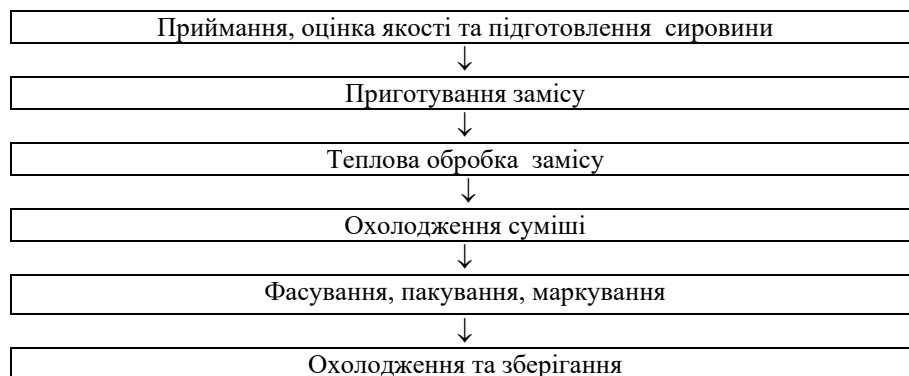 Приймання, оцінка якості та підготовлення сировини
↓
Приготування замісу
↓
Теплова обробка замісу
↓
Охолодження суміші
↓
Фасування, пакування, маркування
↓
Охолодження та зберігання